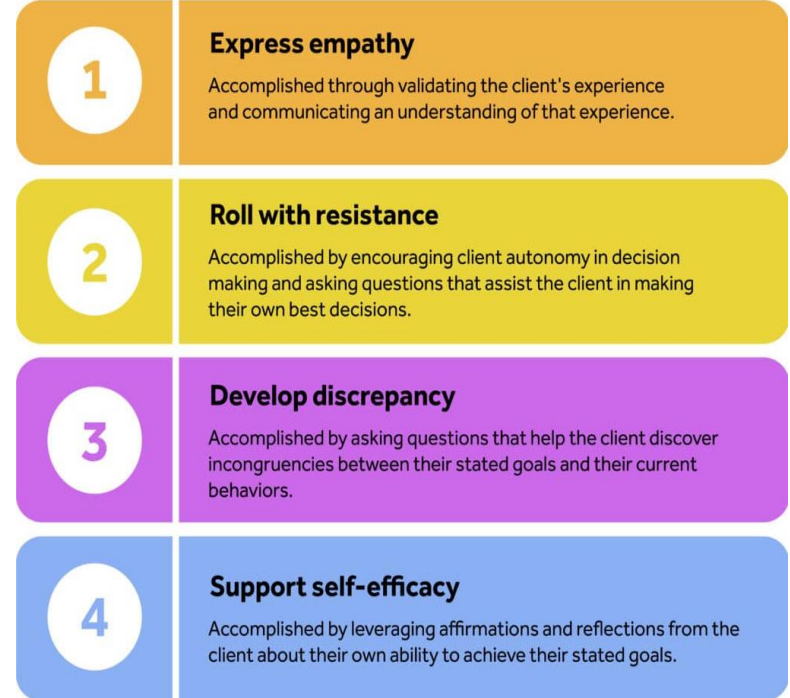 1
Express empathy
Accomplished through validating the client's experience
and communicating an understanding of that experience.
2
Roll with resistance
Accomplished by encouraging client autonomy in decision
making and asking questions that assist the client in making
their own best decisions.
3
Develop discrepancy
Accomplished by asking questions that help the client discover
incongruencies between their stated goals and their current
behaviors.
4
Support self-efficacy
Accomplished by leveraging affirmations and reflections from the
client about their own ability to achieve their stated goals.